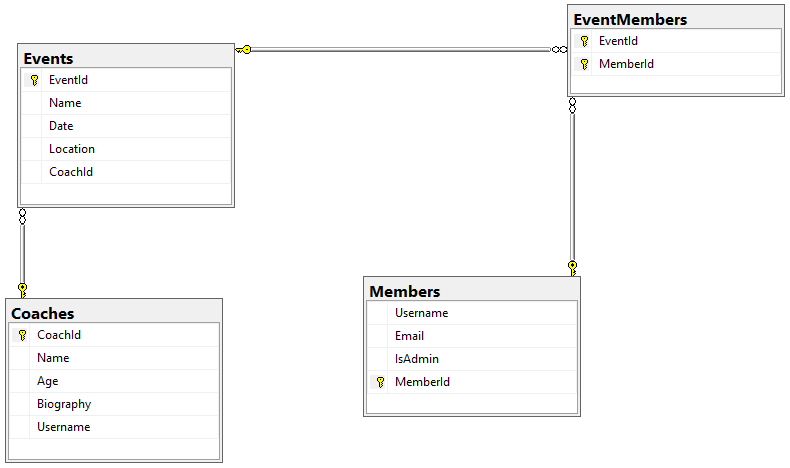 Events
EventId
Name
Date
Location
CoachId
EventMembers
EventId
MemberId
Coaches
CoachId
Name
Age
Biography
Username
Members
Username
Email
IsAdmin
MemberId